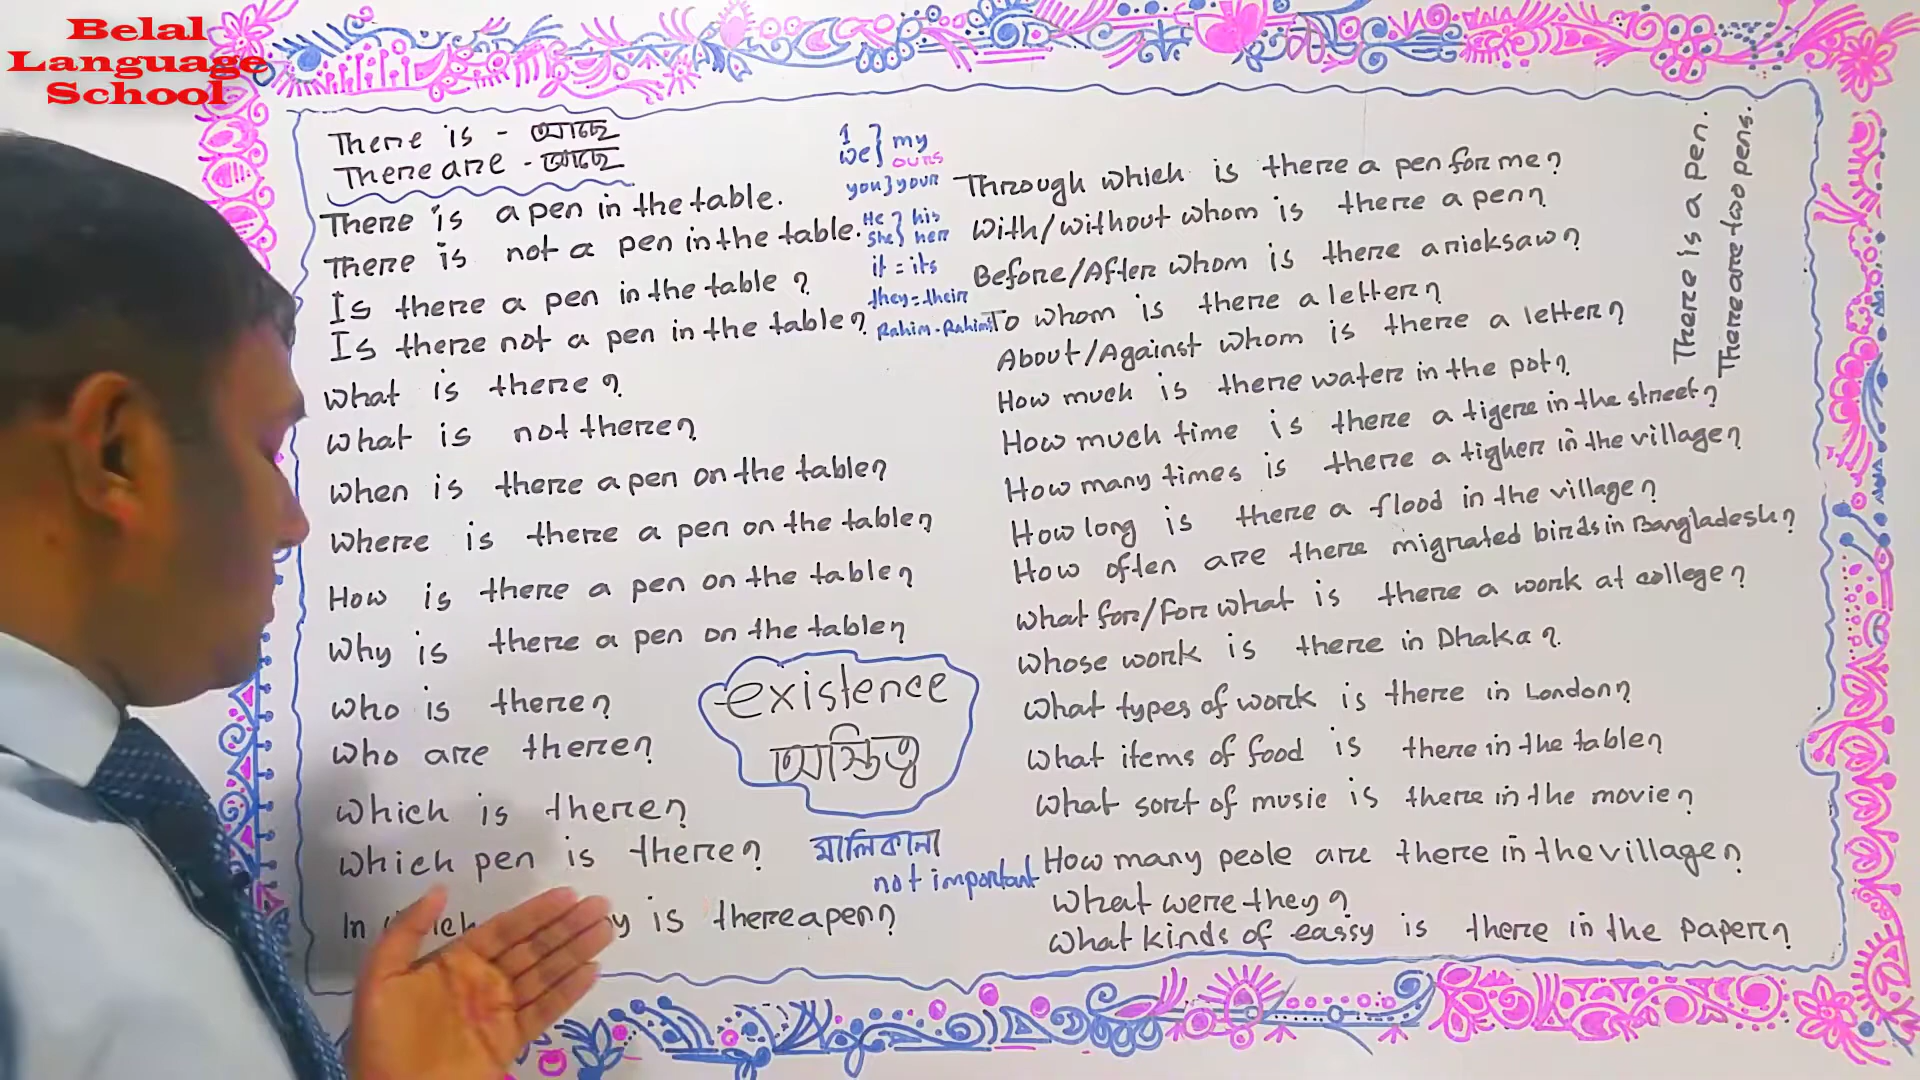 Belal
Language
School
There is - আছে
There are - আছে
There is a pen in the table.
There is not a pen in the table.
Is there a pen in the table?
Is there not a pen in the table?
What is there?
What is not there?
When is there a pen on the table?
Where is there a pen on the table?
How is there a pen on the table?
Why is there a pen on the table?
Who is there?
Who are there?
Which is there?
Which pen is there?
In is there a pen?
I
we } my
ours
you } your
He } his
she } her
it = its
they = their
Rahim - Rahim's
existence
অস্তিত্ব
মালিকানা
not important
Through which is there a pen for me?
With/without whom is there a pen?
Before/After whom is there a ricksaw?
To whom is there a letter?
About/Against whom is there a letter?
How much is there water in the pot?
How much time is there a tigere in the street?
How many times is there a tigher in the village?
How long is there a flood in the village?
How often are there migrated birds in Bangladesh?
What for/for what is there a work at college?
Whose work is there in Dhaka?
What types of work is there in London?
What items of food is there in the table?
What sort of music is there in the movie?
How many peole are there in the village?
What were they?
What kinds of eassy is there in the paper?
There is a pen.
There are two pens.